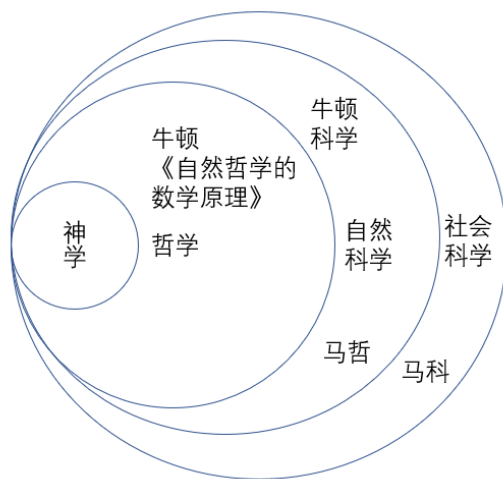 牛顿
《自然哲学的
数学原理》
牛顿
科学
神
学
哲学
自然
科学
社会
科学
马哲
马科